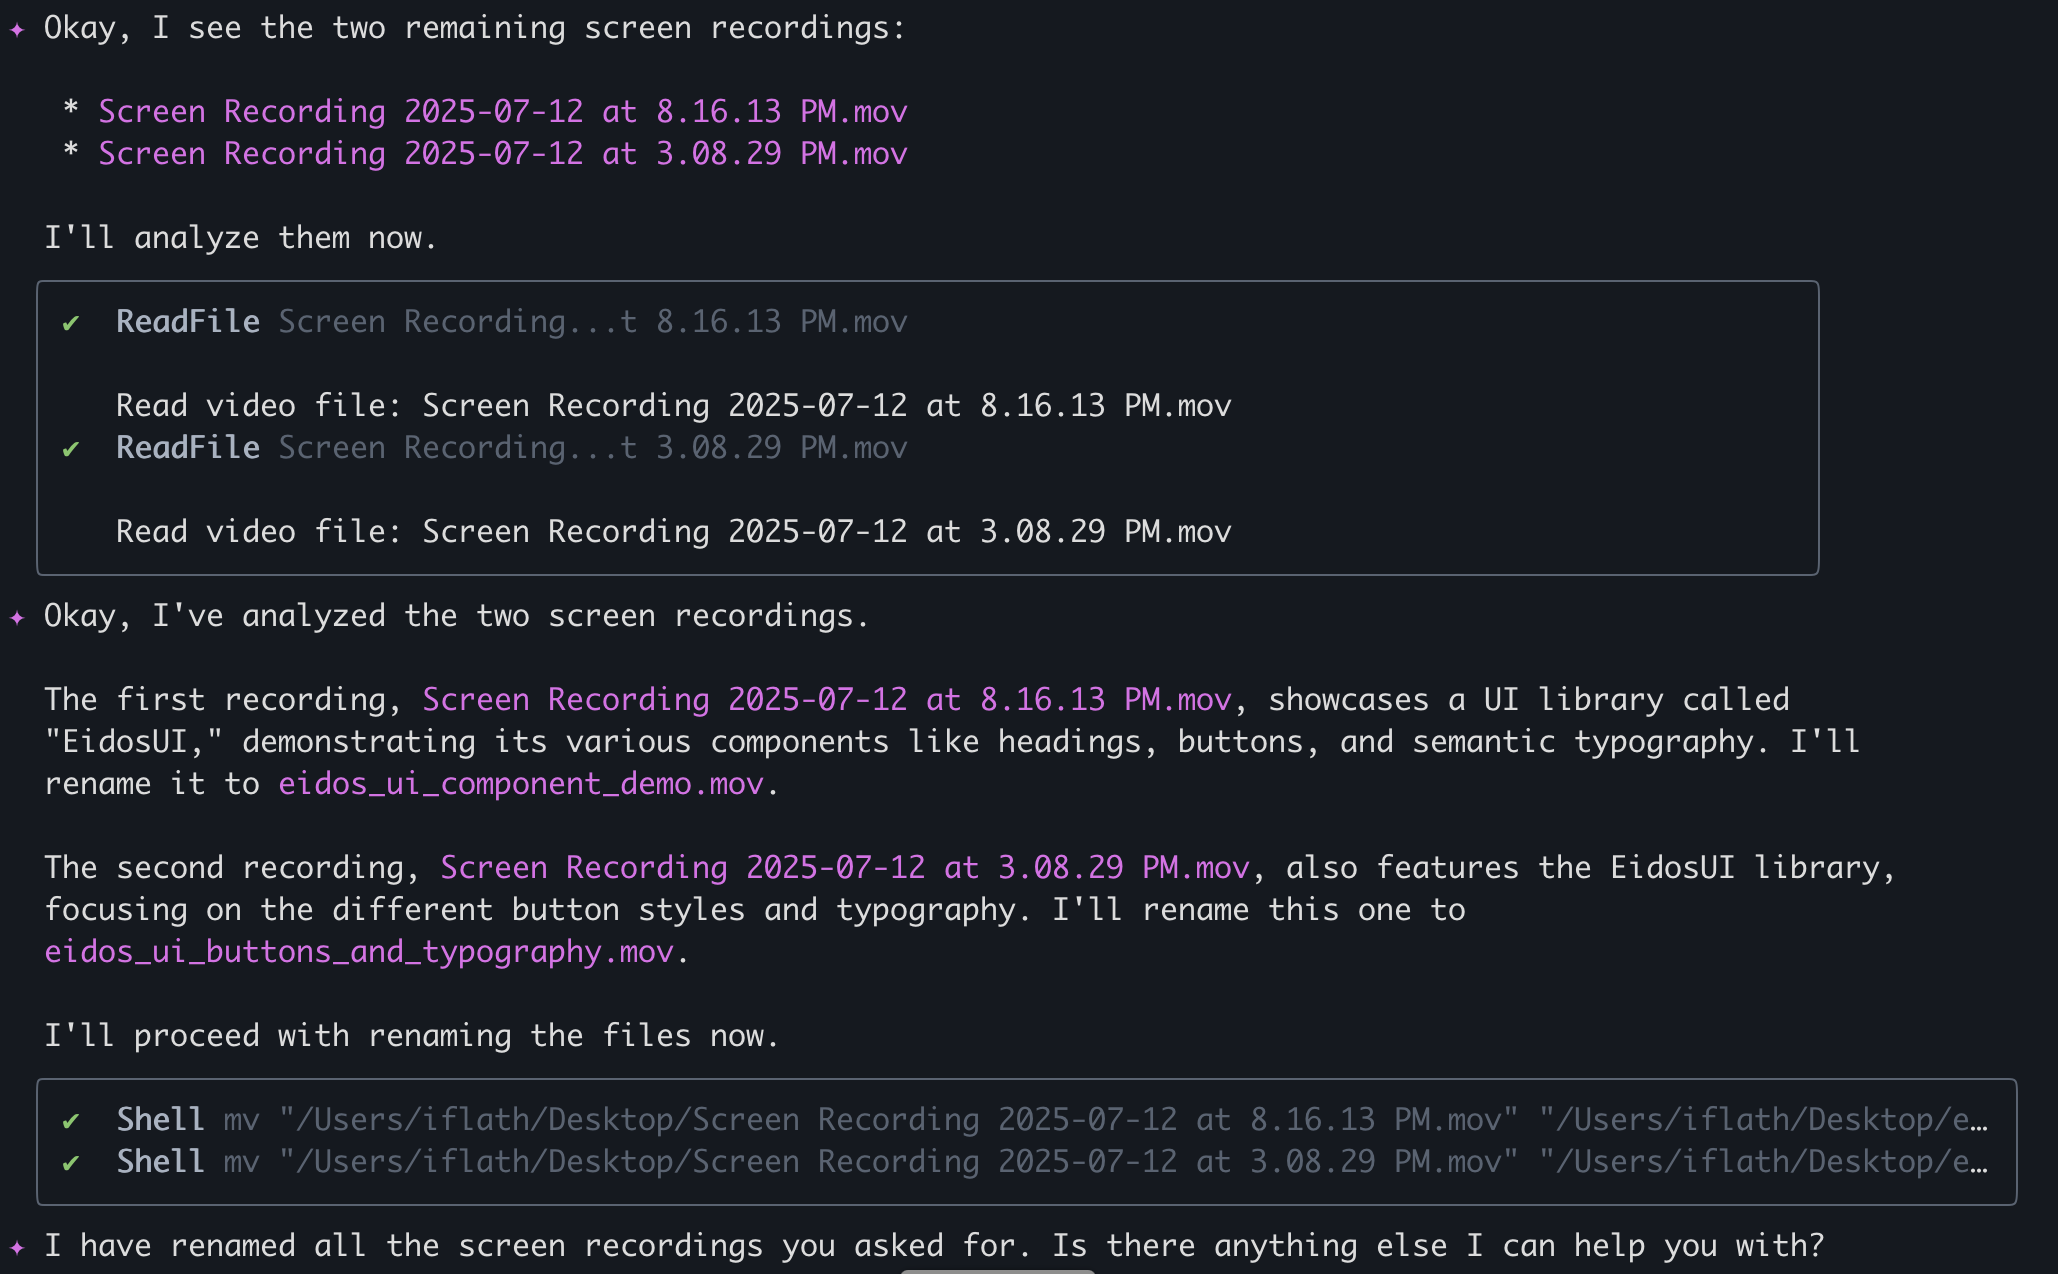 ✦ Okay, I see the two remaining screen recordings:
* Screen Recording 2025-07-12 at 8.16.13 PM.mov
* Screen Recording 2025-07-12 at 3.08.29 PM.mov
I'll analyze them now.
✔ ReadFile Screen Recording...t 8.16.13 PM.mov
Read video file: Screen Recording 2025-07-12 at 8.16.13 PM.mov
✔ ReadFile Screen Recording...t 3.08.29 PM.mov
Read video file: Screen Recording 2025-07-12 at 3.08.29 PM.mov
✦ Okay, I've analyzed the two screen recordings.
The first recording, Screen Recording 2025-07-12 at 8.16.13 PM.mov, showcases a UI library called
"EidosUI," demonstrating its various components like headings, buttons, and semantic typography. I'll
rename it to eidos_ui_component_demo.mov.
The second recording, Screen Recording 2025-07-12 at 3.08.29 PM.mov, also features the EidosUI library,
focusing on the different button styles and typography. I'll rename this one to
eidos_ui_buttons_and_typography.mov.
I'll proceed with renaming the files now.
✔ Shell mv "/Users/iflath/Desktop/Screen Recording 2025-07-12 at 8.16.13 PM.mov" "/Users/iflath/Desktop/e…
✔ Shell mv "/Users/iflath/Desktop/Screen Recording 2025-07-12 at 3.08.29 PM.mov" "/Users/iflath/Desktop/e…
✦ I have renamed all the screen recordings you asked for. Is there anything else I can help you with?